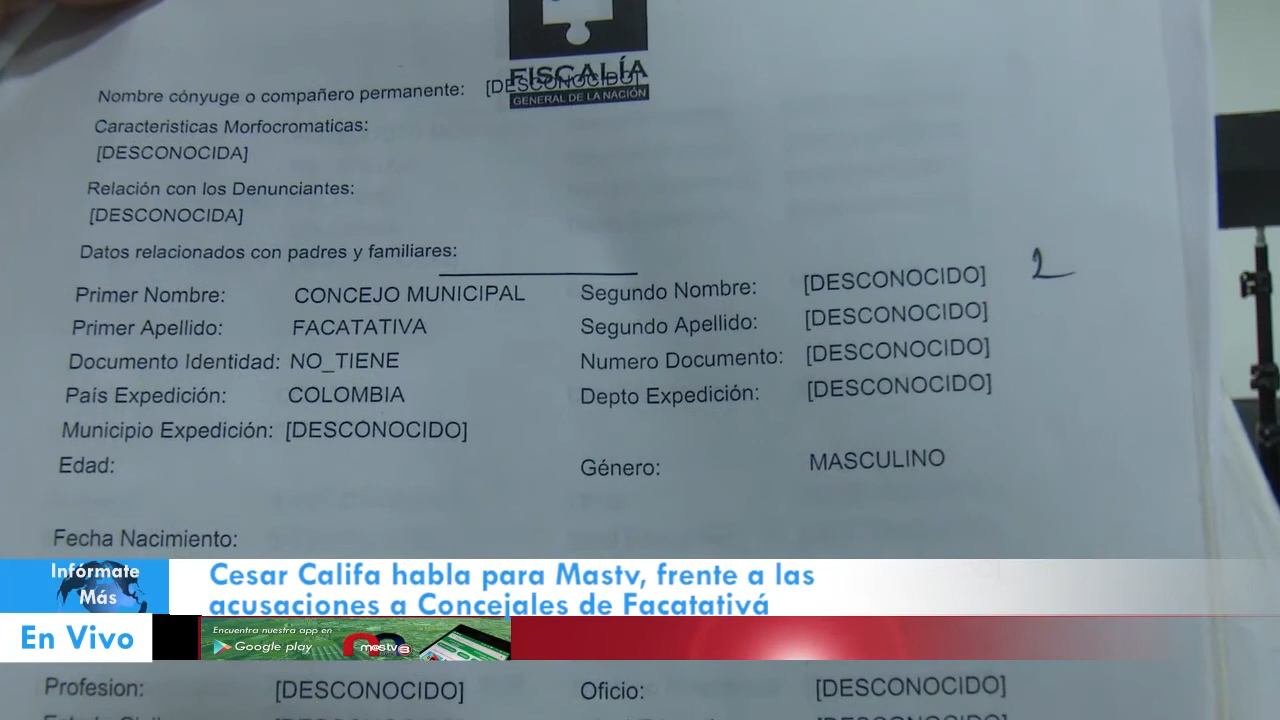 FISCALÍA
GENERAL DE LA NACIÓN
Nombre cónyuge o compañero permanente: [DESCONOCIDO]
Caracteristicas Morfocromaticas:
[DESCONOCIDA]
Relación con los Denunciantes:
[DESCONOCIDA]
Datos relacionados con padres y familiares:
Primer Nombre: CONCEJO MUNICIPAL Segundo Nombre: [DESCONOCIDO] 2
Primer Apellido: FACATATIVA Segundo Apellido: [DESCONOCIDO]
Documento Identidad: NO_TIENE Numero Documento: [DESCONOCIDO]
País Expedición: COLOMBIA Depto Expedición: [DESCONOCIDO]
Municipio Expedición: [DESCONOCIDO]
Edad: Género: MASCULINO
Fecha Nacimiento:
Infórmate
Más
Cesar Califa habla para Mastv, frente a las
acusaciones a Concejales de Facatativá
En Vivo
Encuentra nuestra app en
Google play
mastv
Profesion: [DESCONOCIDO] Oficio: [DESCONOCIDO]